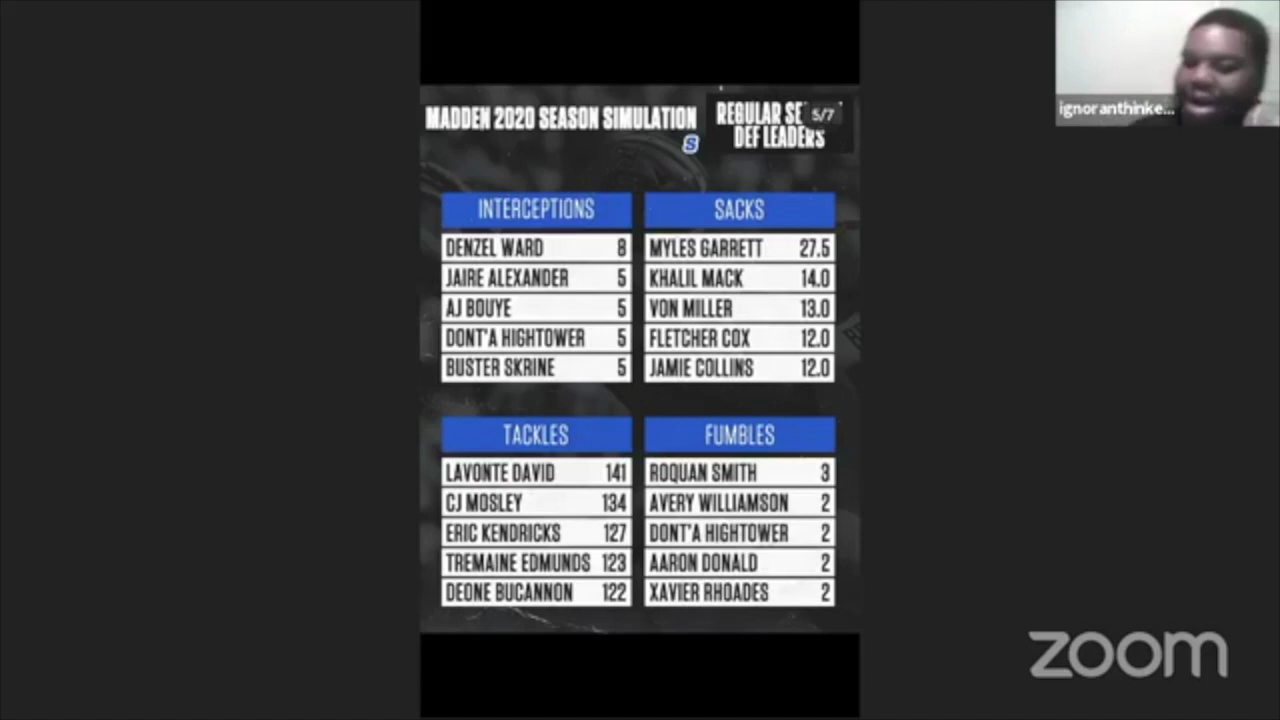 MADDEN 2020 SEASON SIMULATION
S
REGULAR SE
5/7
DEF LEADERS
ignoranthinke...
INTERCEPTIONS
DENZEL WARD 8
JAIRE ALEXANDER 5
AJ BOUYE 5
DONT'A HIGHTOWER 5
BUSTER SKRINE 5
SACKS
MYLES GARRETT 27.5
KHALIL MACK 14.0
VON MILLER 13.0
FLETCHER COX 12.0
JAMIE COLLINS 12.0
TACKLES
LAVONTE DAVID 141
CJ MOSLEY 134
ERIC KENDRICKS 127
TREMAINE EDMUNDS 123
DEONE BUCANNON 122
FUMBLES
ROQUAN SMITH 3
AVERY WILLIAMSON 2
DONT'A HIGHTOWER 2
AARON DONALD 2
XAVIER RHOADES 2
zoom